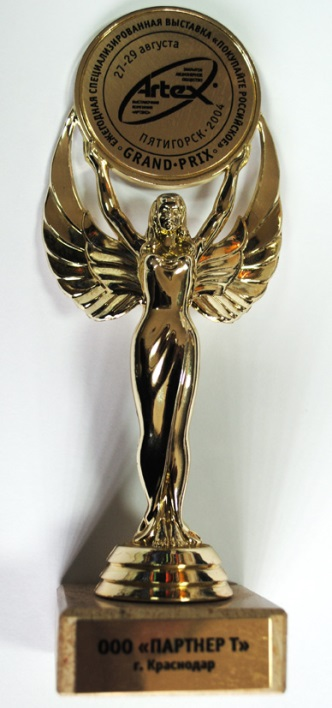 ЕЖЕГОДНАЯ СПЕЦИАЛИЗИРОВАННАЯ ВЫСТАВКА «ПОКУПАЙТЕ РОССИЙСКОЕ»
27-29 августа
Artex
ПЯТИГОРСК-2004
GRAND-PRIX
ООО «ПАРТНЕР Т»
г. Краснодар